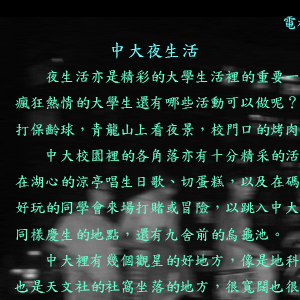 電
中大夜生活
夜生活亦是精彩的大學生活裡的重要一
瘋狂熱情的大學生還有哪些活動可以做呢？
打保齡球，青龍山上看夜景，校門口的烤肉
中大校園裡的各角落亦有十分精采的活
在湖心的涼亭唱生日歌、切蛋糕，以及在碼
好玩的同學會來場打賭或冒險，以跳入中大
同樣慶生的地點，還有九舍前的烏龜池。
中大裡有幾個觀星的好地方，像是地科
也是天文社的社窩坐落的地方，很寬闊也很